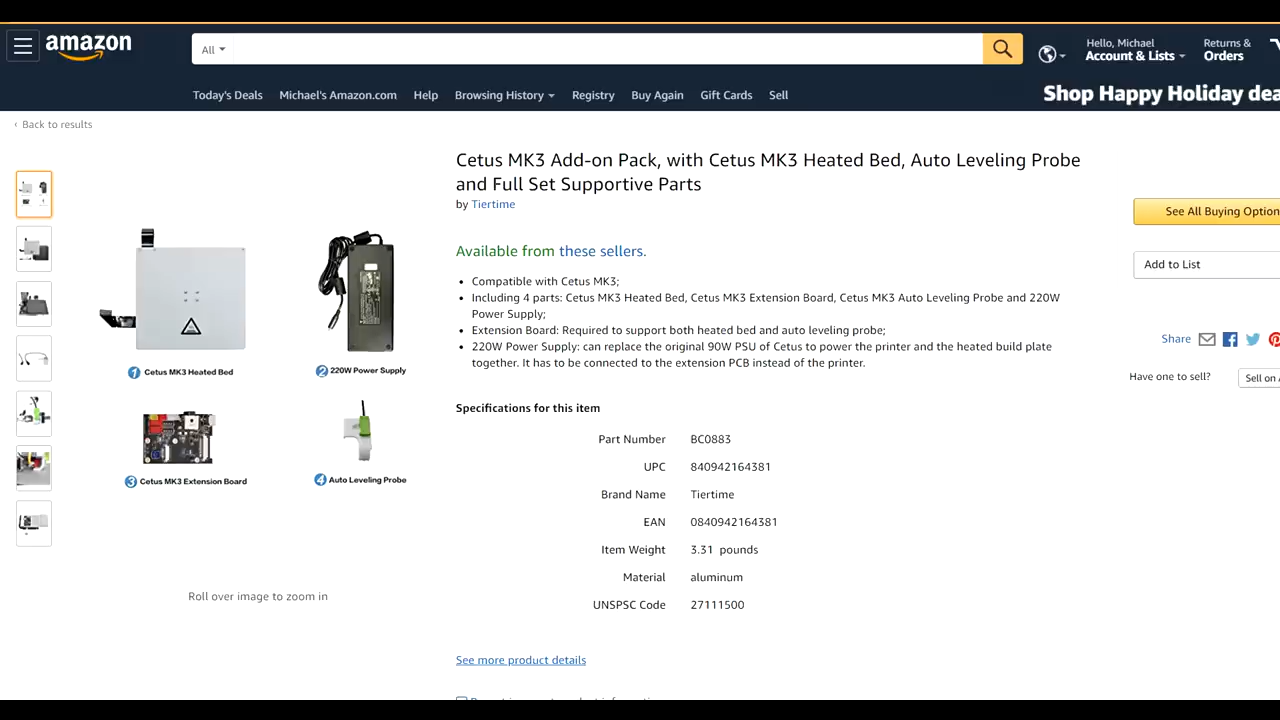 amazon
All
Hello, Michael
Account & Lists
Returns &
Orders
Today's Deals
Michael's Amazon.com
Help
Browsing History
Registry
Buy Again
Gift Cards
Sell
Shop Happy Holiday dea
‹ Back to results
Cetus MK3 Add-on Pack, with Cetus MK3 Heated Bed, Auto Leveling Probe
and Full Set Supportive Parts
by Tiertime
See All Buying Option
Available from these sellers.
Add to List
• Compatible with Cetus MK3;
• Including 4 parts: Cetus MK3 Heated Bed, Cetus MK3 Extension Board, Cetus MK3 Auto Leveling Probe and 220W
Power Supply;
• Extension Board: Required to support both heated bed and auto leveling probe;
• 220W Power Supply: can replace the original 90W PSU of Cetus to power the printer and the heated build plate
together. It has to be connected to the extension PCB instead of the printer.
Share
Have one to sell?
Sell on
1 Cetus MK3 Heated Bed
2 220W Power Supply
3 Cetus MK3 Extension Board
4 Auto Leveling Probe
Roll over image to zoom in
Specifications for this item
Part Number BC0883
UPC 840942164381
Brand Name Tiertime
EAN 0840942164381
Item Weight 3.31 pounds
Material aluminum
UNSPSC Code 27111500
See more product details